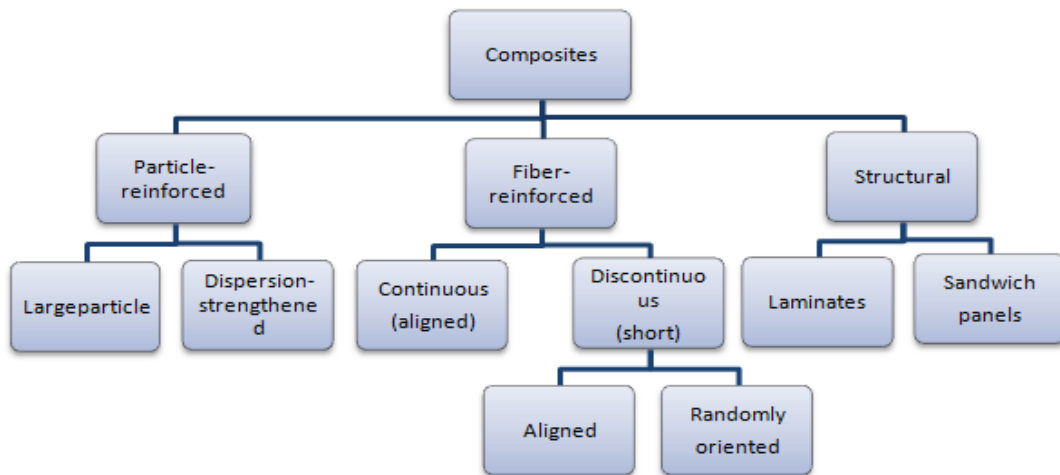 Composites
Particle-
reinforced
Fiber-
reinforced
Structural
Largeparticle
Dispersion-
strengthene
d
Continuous
(aligned)
Discontinuo
us
(short)
Laminates
Sandwich
panels
Aligned
Randomly
oriented